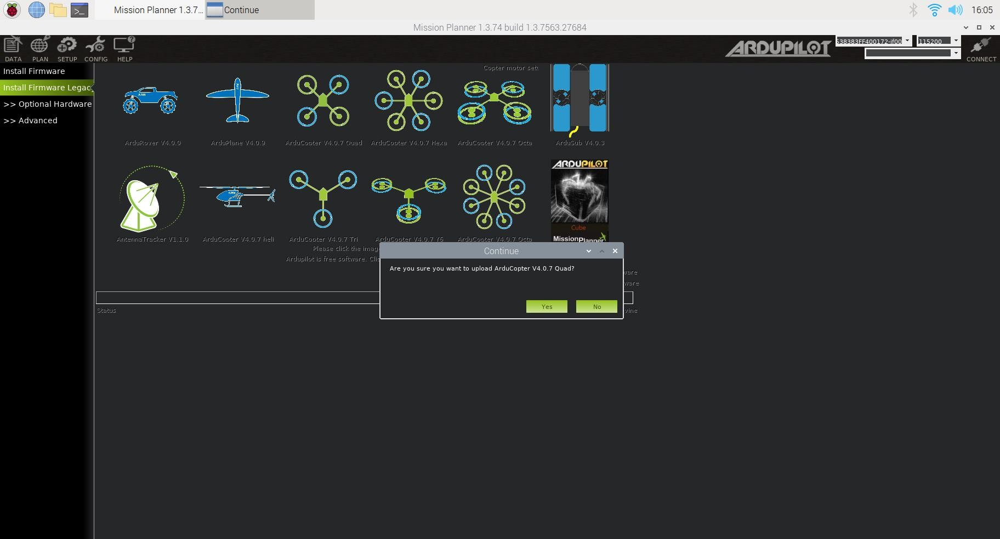 Mission Planner 1.3.7...
Continue
16:05
Mission Planner 1.3.74 build 1.3.7563.27684
DATA
PLAN
SETUP
CONFIG
HELP
ARDUPILOT
538383FF400172-if00
115200
CONNECT
Install Firmware
Install Firmware Legac
>> Optional Hardware
>> Advanced
Copter motor set
APM
ArduRover V4.0.0
ArduPlane V4.0.9
ArduCopter V4.0.7 Quad
ArduCopter V4.0.7 Hexa
ArduCopter V4.0.7 Octa
ArduSub V4.0.3
ARDUPILOT
APM
Cube
MissionPlanner
AntennaTracker V1.1.0
ArduCopter V4.0.7 heli
ArduCopter V4.0.7 Tri
ArduCopter V4.0.7 Y6
ArduCopter V4.0.7 Octa
Please click the imag
Ardupilot is free software. Clic
Continue
Are you sure you want to upload ArduCopter V4.0.7 Quad?
ware
ware
Yes
No
Status
vine